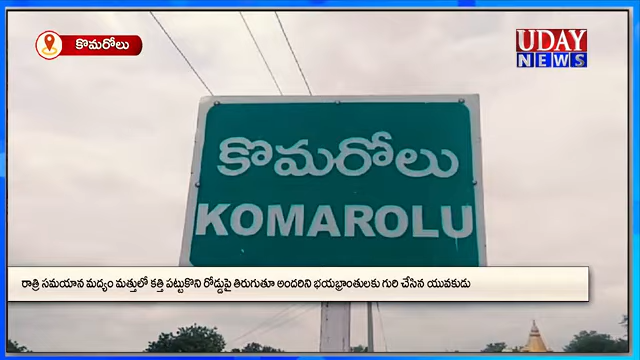 కొమరోలు
UDAY
NEWS
కొమరోలు
KOMAROLU
రాత్రి సమయాన మద్యం మత్తులో కత్తి పట్టుకొని రోడ్డుపై తిరుగుతూ అందరిని భయభ్రాంతులకు గురి చేసిన యువకుడు